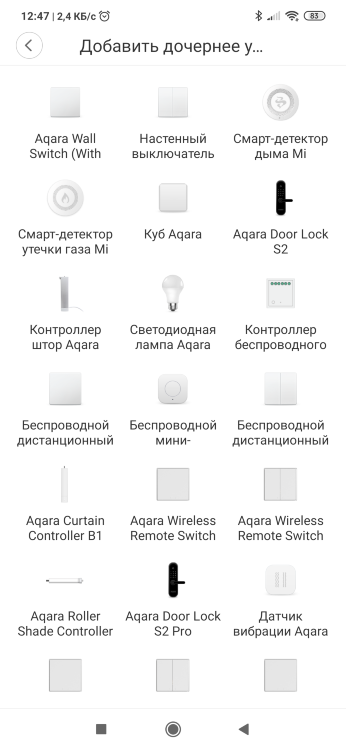 12:47 | 2,4 КБ/с
83
Добавить дочернее у...
Aqara Wall
Switch (With
Настенный
выключатель
Смарт-детектор
дыма Mi
Смарт-детектор
утечки газа Mi
Куб Aqara
Aqara Door Lock
S2
Контроллер
штор Aqara
Светодиодная
лампа Aqara
Контроллер
беспроводного
Беспроводной
дистанционный
Беспроводной
мини-
Беспроводной
дистанционный
Aqara Curtain
Controller B1
Aqara Wireless
Remote Switch
Aqara Wireless
Remote Switch
Aqara Roller
Shade Controller
Aqara Door Lock
S2 Pro
Датчик
вибрации Aqara